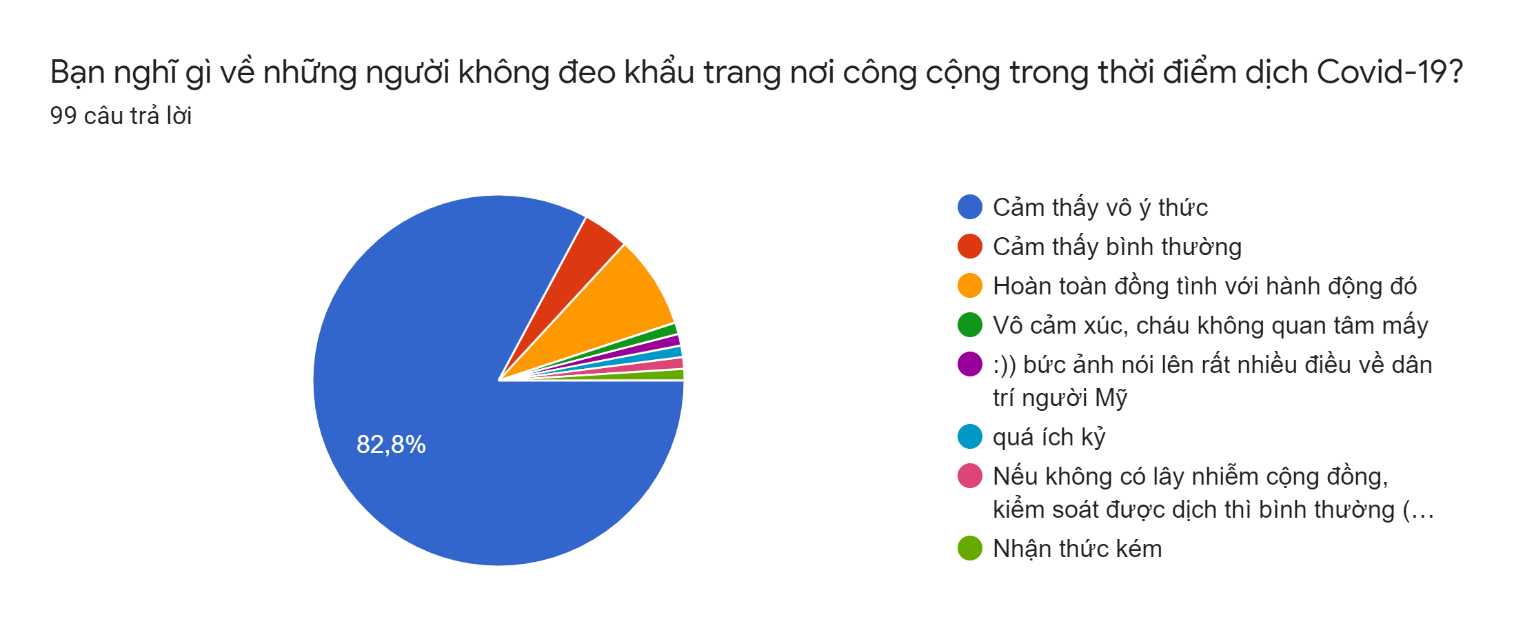 Bạn nghĩ gì về những người không đeo khẩu trang nơi công cộng trong thời điểm dịch Covid-19?
99 câu trả lời
82,8%
Cảm thấy vô ý thức
Cảm thấy bình thường
Hoàn toàn đồng tình với hành động đó
Vô cảm xúc, cháu không quan tâm mấy
:)) bức ảnh nói lên rất nhiều điều về dân
trí người Mỹ
quá ích kỷ
Nếu không có lây nhiễm cộng đồng,
kiểm soát được dịch thì bình thường (…
Nhận thức kém